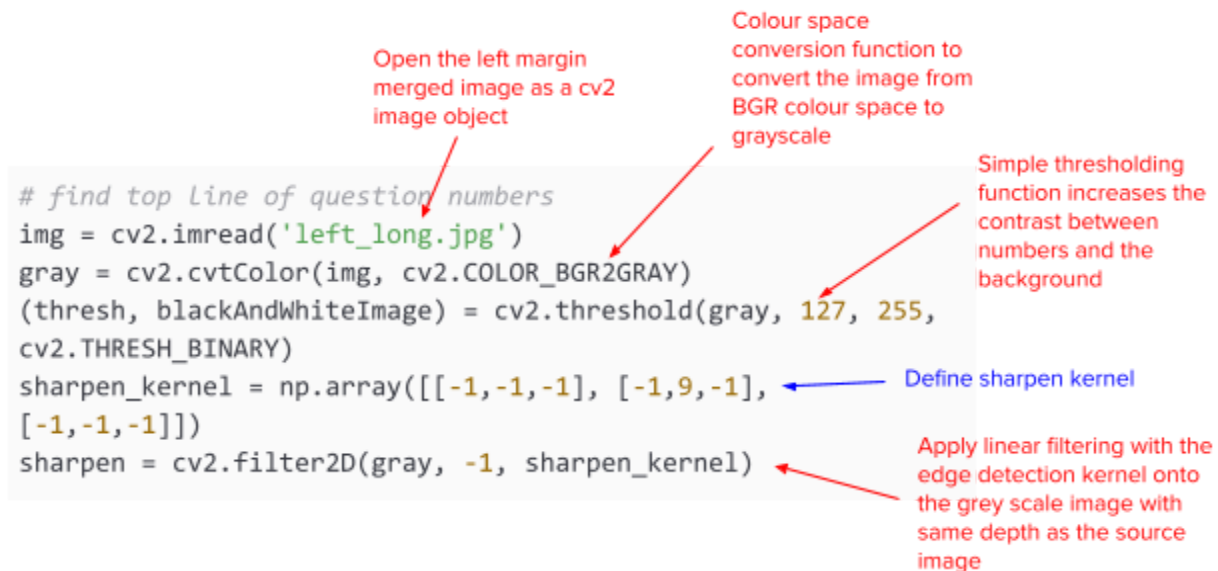 Colour space
conversion function to
convert the image from
BGR colour space to
grayscale
Open the left margin
merged image as a cv2
image object
Simple thresholding
function increases the
contrast between
numbers and the
background
# find top Line of question numbers
img = cv2.imread('left_long.jpg')
gray = cv2.cvtColor(img, cv2.COLOR_BGR2GRAY)
(thresh, blackAndWhiteImage) = cv2.threshold(gray, 127, 255,
cv2.THRESH_BINARY)
sharpen_kernel = np.array([[-1,-1,-1], [-1,9,-1],
[-1,-1,-1]])
sharpen = cv2.filter2D(gray, -1, sharpen_kernel)
Define sharpen kernel
Apply linear filtering with the
edge detection kernel onto
the grey scale image with
same depth as the source
image